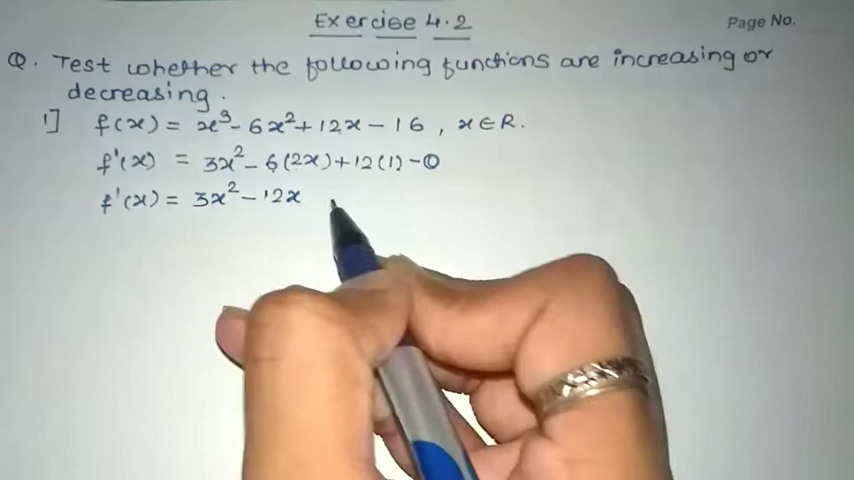 Exercise 4.2
Page No.
Q. Test whether the following functions are increasing or
decreasing.
1] f(x) = x³ - 6x² + 12x - 16 , x ∈ R.
f'(x) = 3x² - 6(2x) + 12(1) - 0
f'(x) = 3x² - 12x